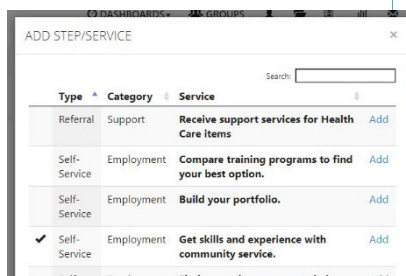 DASHBOARDS GROUPS
ADD STEP/SERVICE ×
Search:
Type Category Service
Referral Support Receive support services for Health Add
Care items
Self- Employment Compare training programs to find Add
Service your best option.
Self- Employment Build your portfolio. Add
Service
✔ Self- Employment Get skills and experience with Add
Service community service.